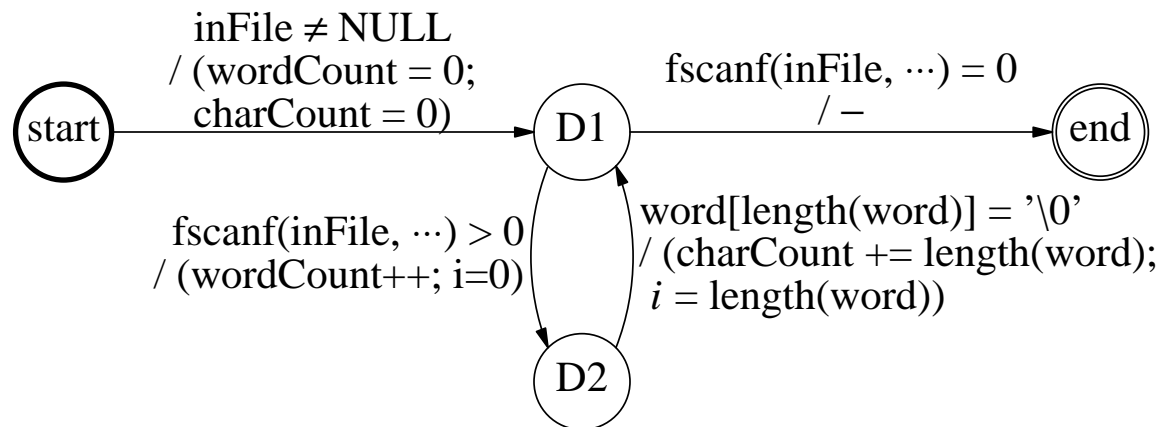 inFile ≠ NULL
/ (wordCount = 0;
charCount = 0)
fscanf(inFile, ···) = 0
/ –
start
D1
end
fscanf(inFile, ···) > 0
/ (wordCount++; i=0)
word[length(word)] = ’\0’
/ (charCount += length(word);
i = length(word))
D2